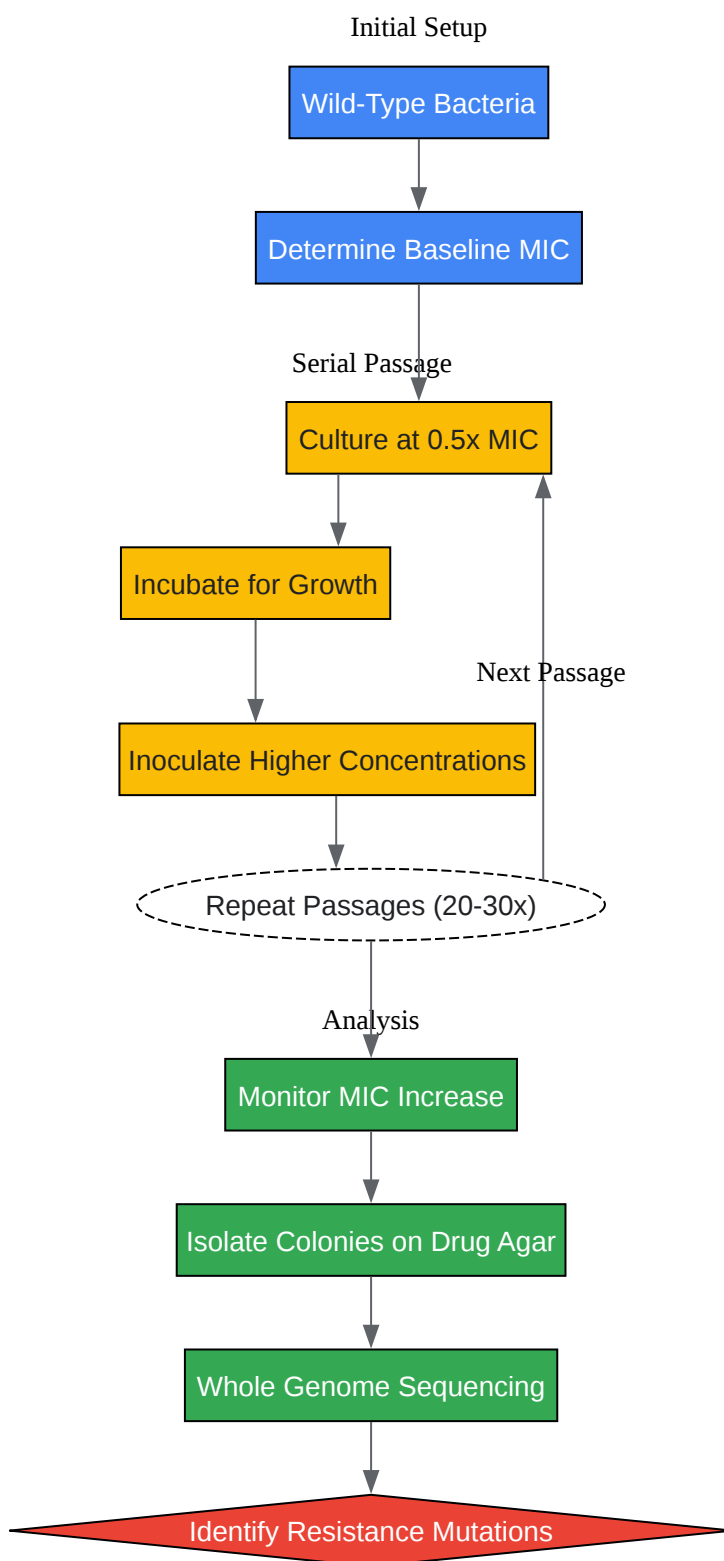 Initial Setup
Wild-Type Bacteria
Determine Baseline MIC
Serial Passage
Culture at 0.5x MIC
Incubate for Growth
Next Passage
Inoculate Higher Concentrations
Repeat Passages (20-30x)
Analysis
Monitor MIC Increase
Isolate Colonies on Drug Agar
Whole Genome Sequencing
Identify Resistance Mutations